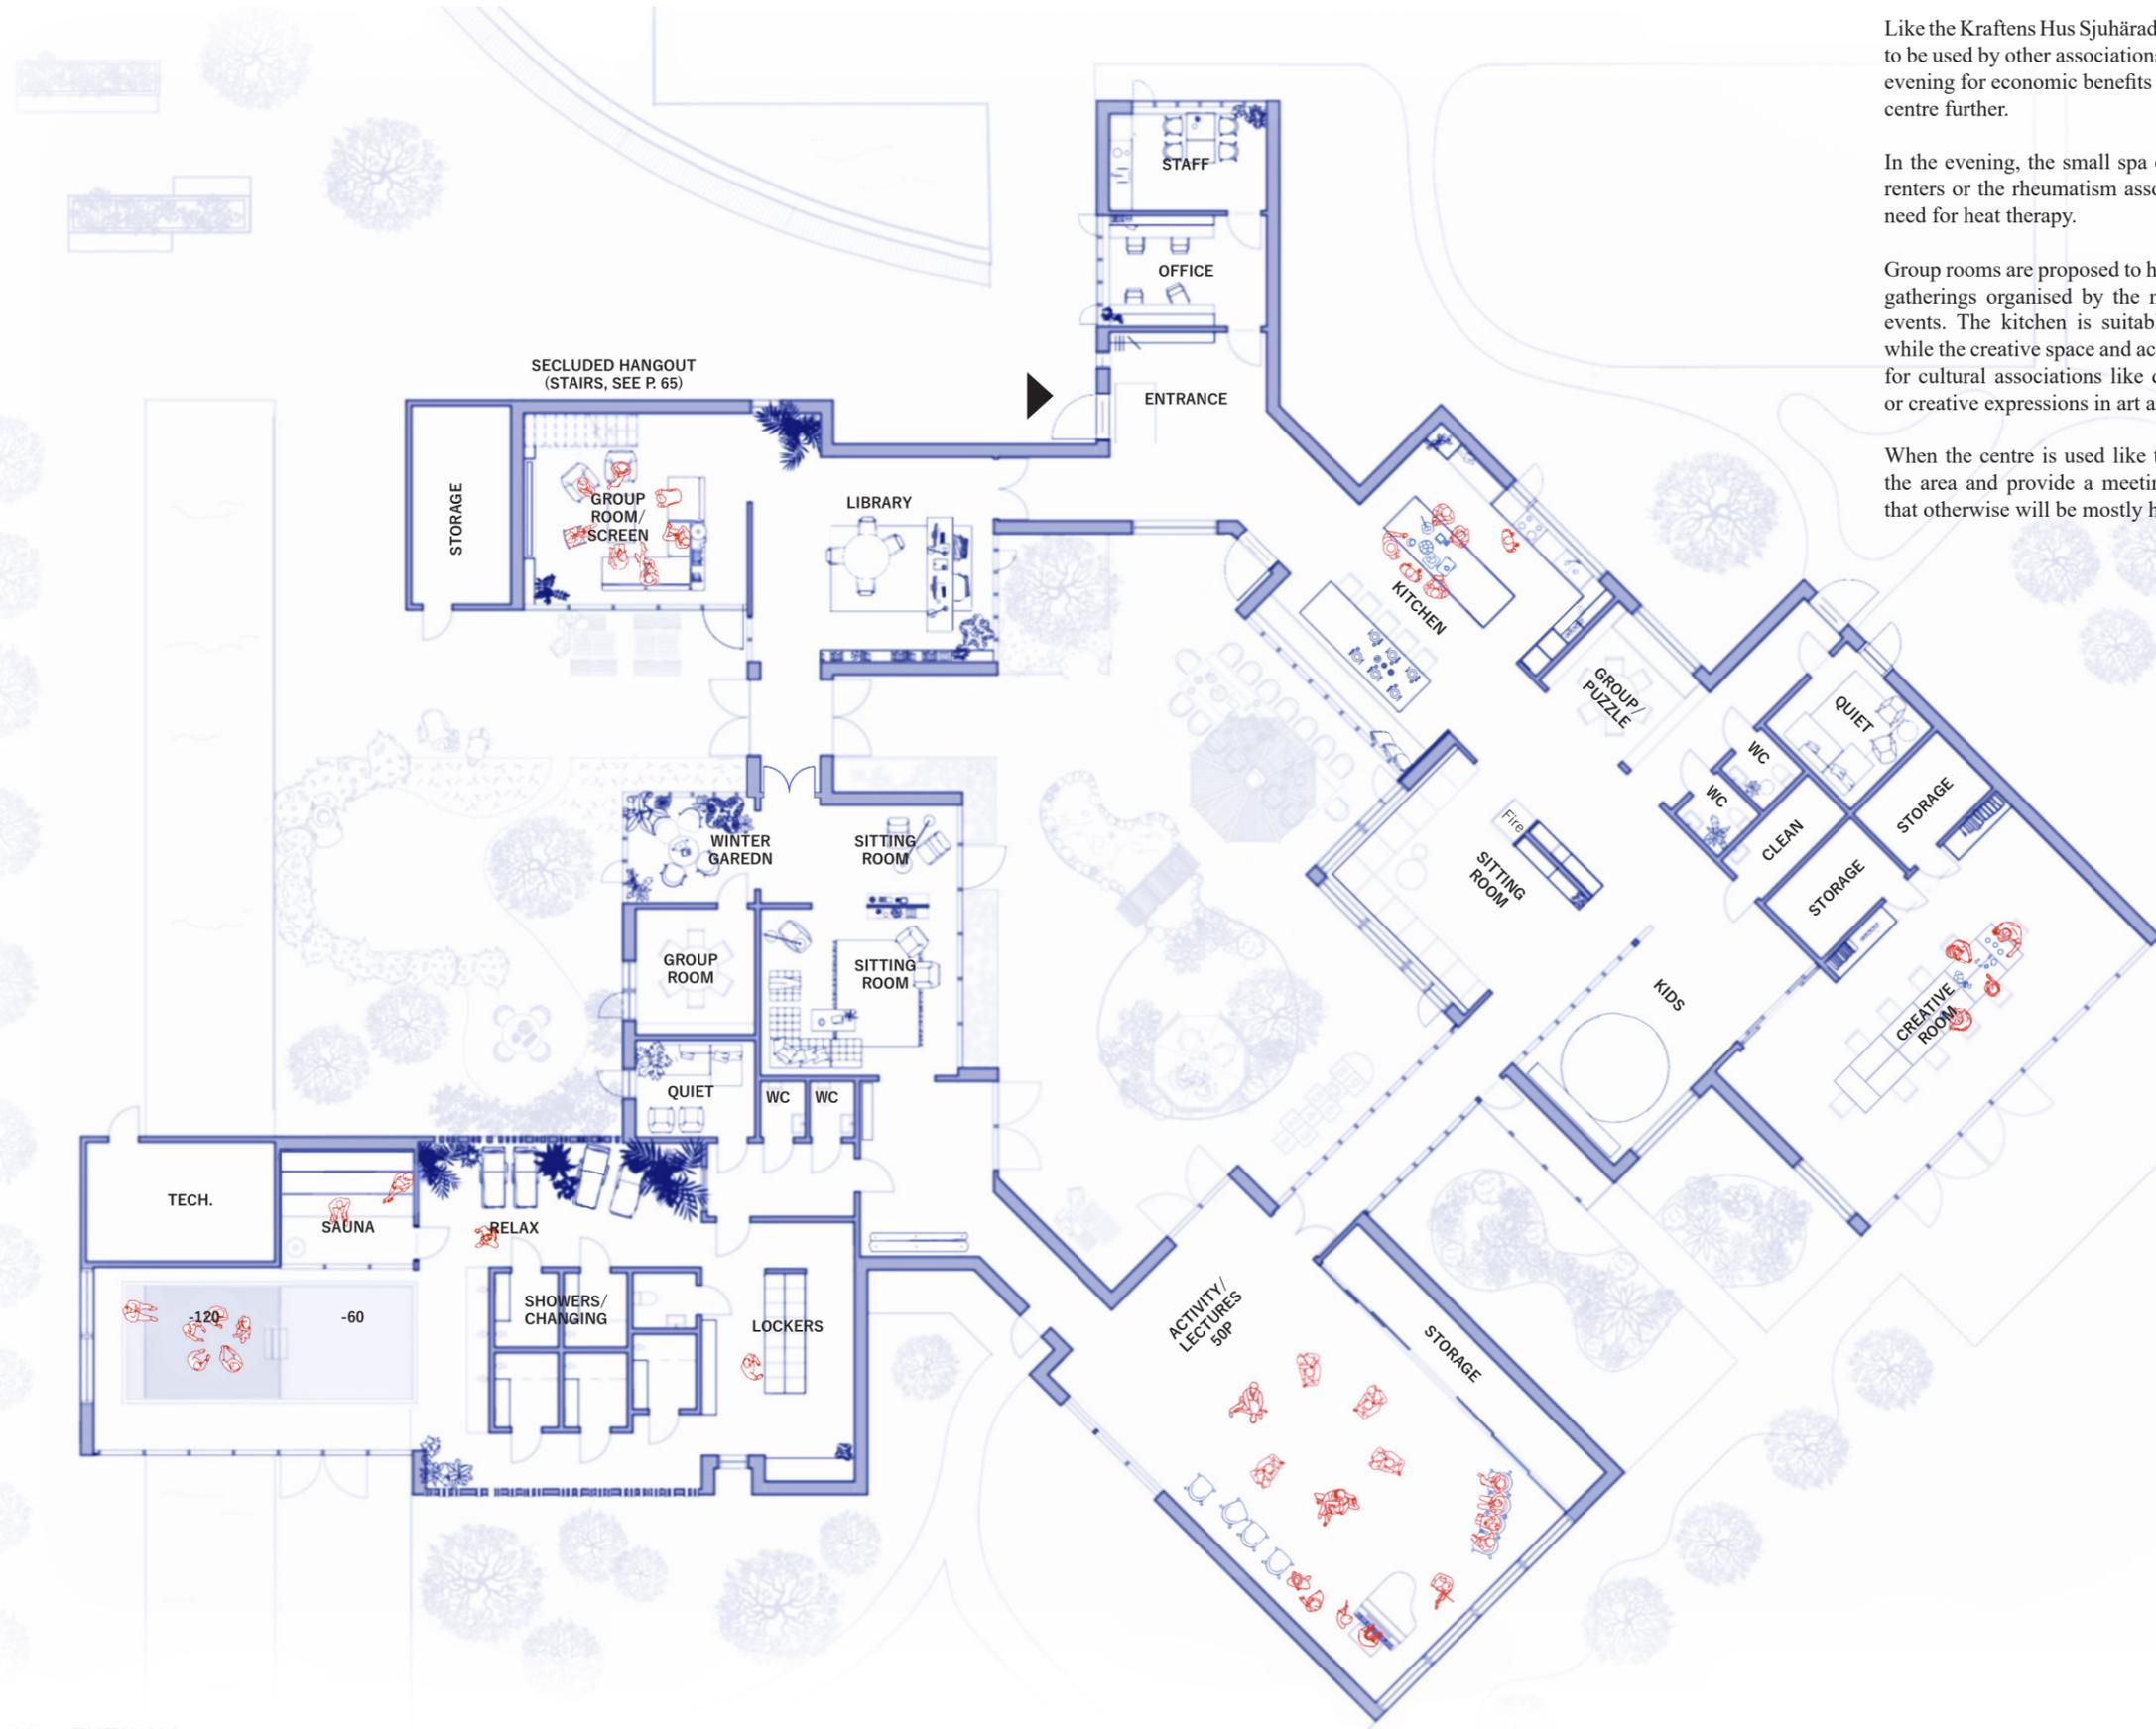 Like the Kraftens Hus Sjuhärad
to be used by other association
evening for economic benefits
centre further.
In the evening, the small spa
renters or the rheumatism
need for heat therapy.
Group rooms are proposed to
gatherings organised by the
events. The kitchen is
while the creative space and
for cultural associations like
or creative expressions in art
When the centre is used like
the area and provide a
that otherwise will be mostly
STAFF
OFFICE
ENTRANCE
SECLUDED HANGOUT
(STAIRS, SEE P. 65)
STORAGE
GROUP
ROOM/
SCREEN
LIBRARY
KITCHEN
GROUP/
PUZZLE
QUIET
WC
WC
CLEAN
STORAGE
STORAGE
Fire
SITTING
ROOM
KIDS
CREATIVE
ROOM
WINTER
GAREDN
SITTING
ROOM
GROUP
ROOM
SITTING
ROOM
QUIET
WC
WC
TECH.
SAUNA
RELAX
-120
-60
SHOWERS/
CHANGING
LOCKERS
ACTIVITY/
LECTURES
50P
STORAGE